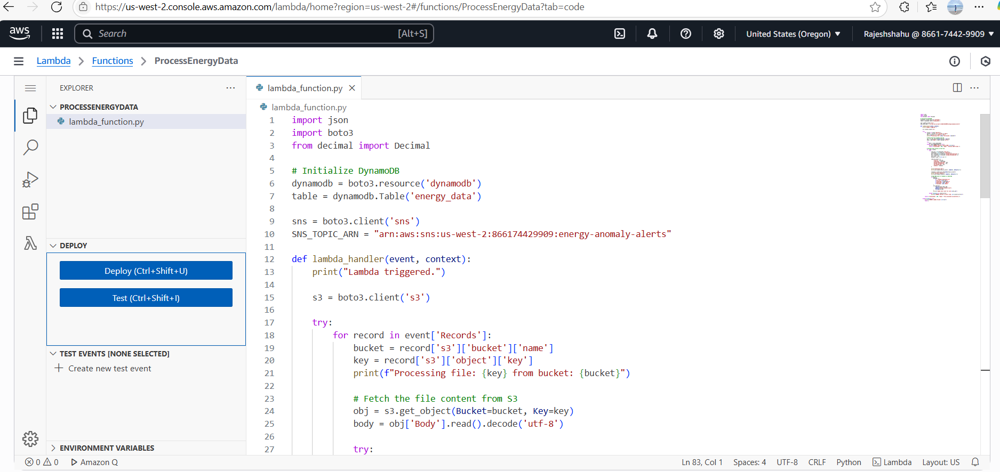 https://us-west-2.console.aws.amazon.com/lambda/home?region=us-west-2#/functions/ProcessEnergyData?tab=code
aws
Search
[Alt+S]
United States (Oregon)
Rajeshshahu @ 8661-7442-9909
Lambda
Functions
ProcessEnergyData
EXPLORER
PROCESSENERGYDATA
lambda_function.py
DEPLOY
Deploy (Ctrl+Shift+U)
Test (Ctrl+Shift+I)
TEST EVENTS [NONE SELECTED]
Create new test event
ENVIRONMENT VARIABLES
lambda_function.py
lambda_function.py
1 import json
2 import boto3
3 from decimal import Decimal
4
5 # Initialize DynamoDB
6 dynamodb = boto3.resource('dynamodb')
7 table = dynamodb.Table('energy_data')
8
9 sns = boto3.client('sns')
10 SNS_TOPIC_ARN = "arn:aws:sns:us-west-2:866174429909:energy-anomaly-alerts"
11
12 def lambda_handler(event, context):
13     print("Lambda triggered.")
14
15     s3 = boto3.client('s3')
16
17     try:
18         for record in event['Records']:
19             bucket = record['s3']['bucket']['name']
20             key = record['s3']['object']['key']
21             print(f"Processing file: {key} from bucket: {bucket}")
22
23             # Fetch the file content from S3
24             obj = s3.get_object(Bucket=bucket, Key=key)
25             body = obj['Body'].read().decode('utf-8')
26
27             try:
0 0 Amazon Q
Ln 83, Col 1 Spaces: 4 UTF-8 CRLF Python Lambda Layout: US